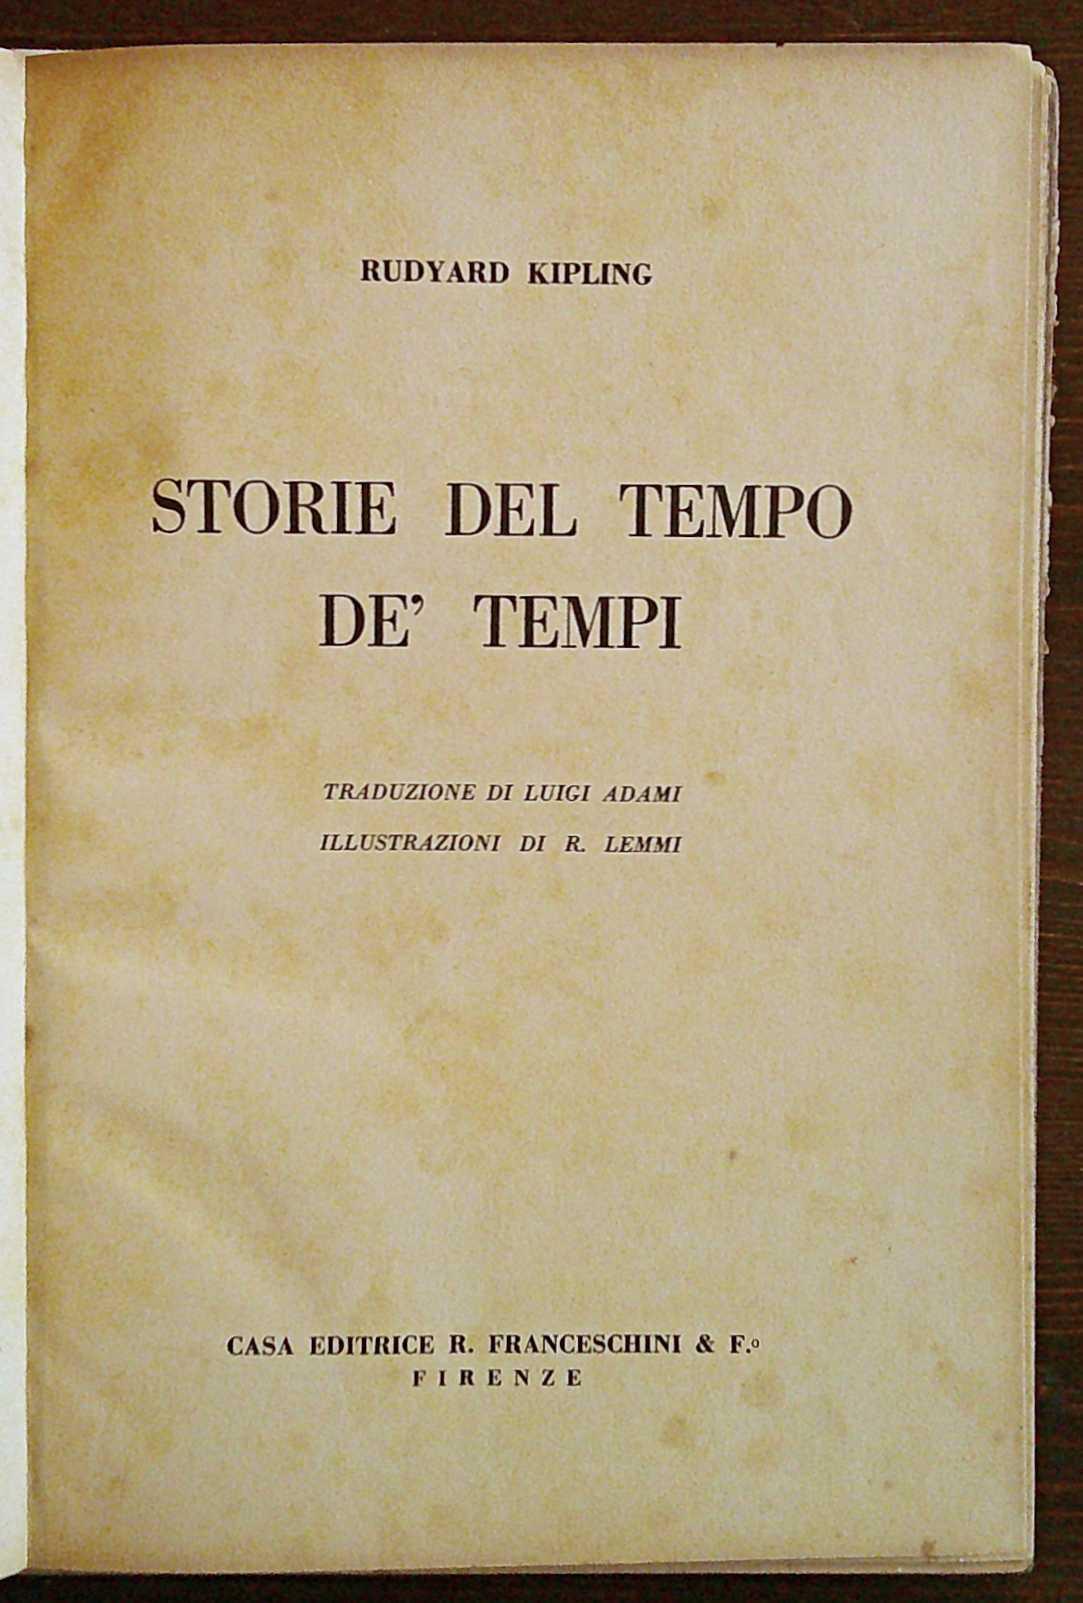 RUDYARD KIPLING
STORIE DEL TEMPO
DE' TEMPI
TRADUZIONE DI LUIGI ADAMI
ILLUSTRAZIONI DI R. LEMMI
CASA EDITRICE R. FRANCESCHINI & F.º
FIRENZE